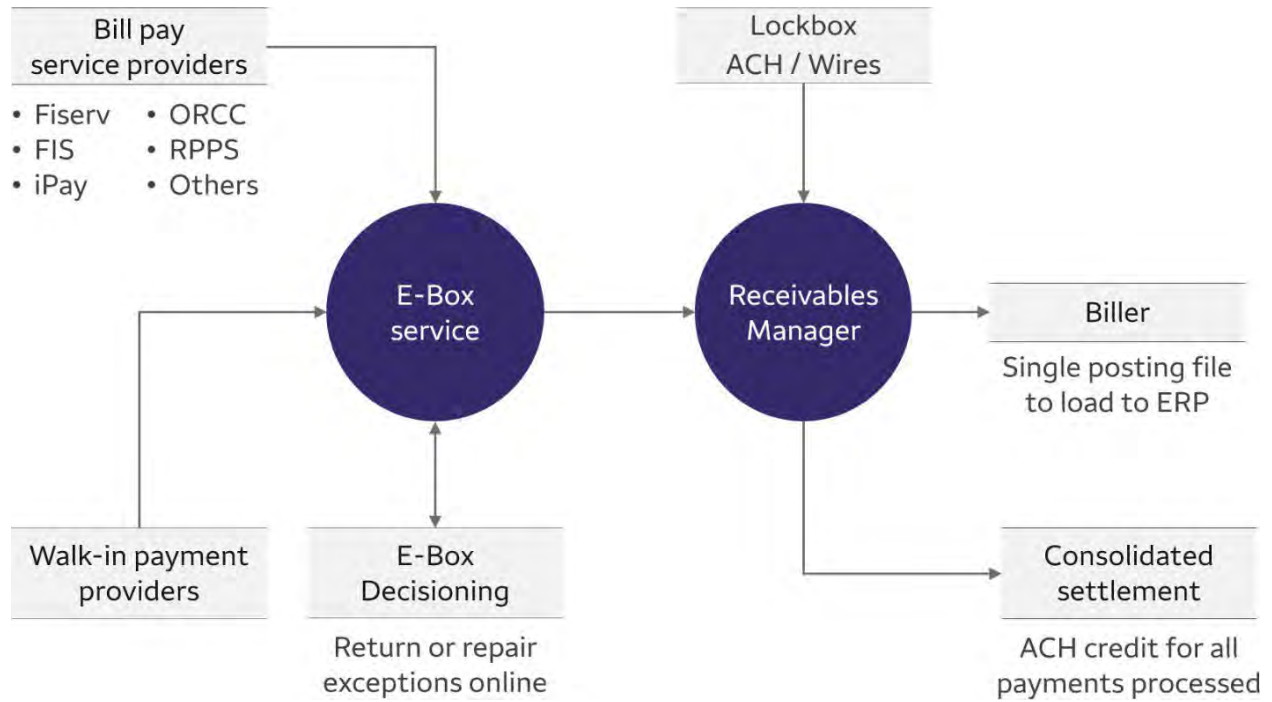 Bill pay
service providers
• Fiserv
• FIS
• iPay
• ORCC
• RPPS
• Others
Lockbox
ACH / Wires
E-Box
service
Receivables
Manager
Biller
Single posting file
to load to ERP
Walk-in payment
providers
E-Box
Decisioning
Return or repair
exceptions online
Consolidated
settlement
ACH credit for all
payments processed